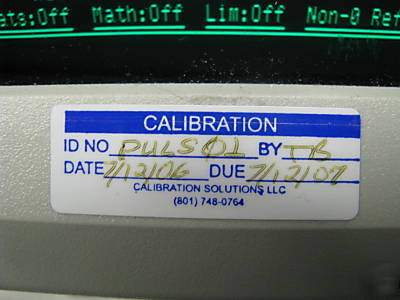 ats:Off Math:Off Lim:Off Non-0 Ref
CALIBRATION
ID NO PULS01 BY TB
DATE 7/12/06 DUE 7/12/07
CALIBRATION SOLUTIONS LLC
(801) 748-0764